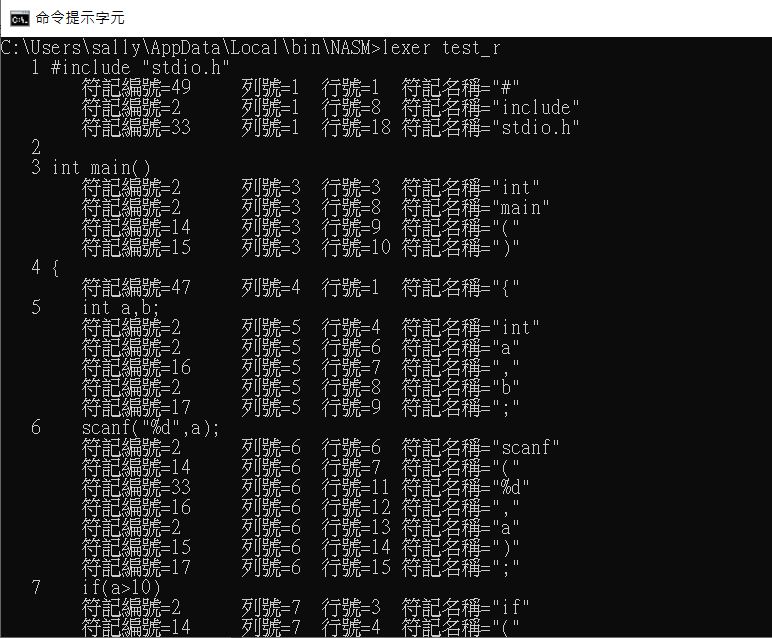 命令提示字元
C:\Users\sally\AppData\Local\bin\NASM>lexer test_r
1 #include "stdio.h"
符記編號=49 列號=1 行號=1 符記名稱="#"
符記編號=2 列號=1 行號=8 符記名稱="include"
符記編號=33 列號=1 行號=18 符記名稱="stdio.h"
2
3 int main()
符記編號=2 列號=3 行號=3 符記名稱="int"
符記編號=2 列號=3 行號=8 符記名稱="main"
符記編號=14 列號=3 行號=9 符記名稱="("
符記編號=15 列號=3 行號=10 符記名稱=")"
4 {
符記編號=47 列號=4 行號=1 符記名稱="{"
5 int a,b;
符記編號=2 列號=5 行號=4 符記名稱="int"
符記編號=2 列號=5 行號=6 符記名稱="a"
符記編號=16 列號=5 行號=7 符記名稱=","
符記編號=2 列號=5 行號=8 符記名稱="b"
符記編號=17 列號=5 行號=9 符記名稱=";"
6 scanf("%d",a);
符記編號=2 列號=6 行號=6 符記名稱="scanf"
符記編號=14 列號=6 行號=7 符記名稱="("
符記編號=33 列號=6 行號=11 符記名稱="%d"
符記編號=16 列號=6 行號=12 符記名稱=","
符記編號=2 列號=6 行號=13 符記名稱="a"
符記編號=15 列號=6 行號=14 符記名稱=")"
符記編號=17 列號=6 行號=15 符記名稱=";"
7 if(a>10)
符記編號=2 列號=7 行號=3 符記名稱="if"
符記編號=14 列號=7 行號=4 符記名稱="("